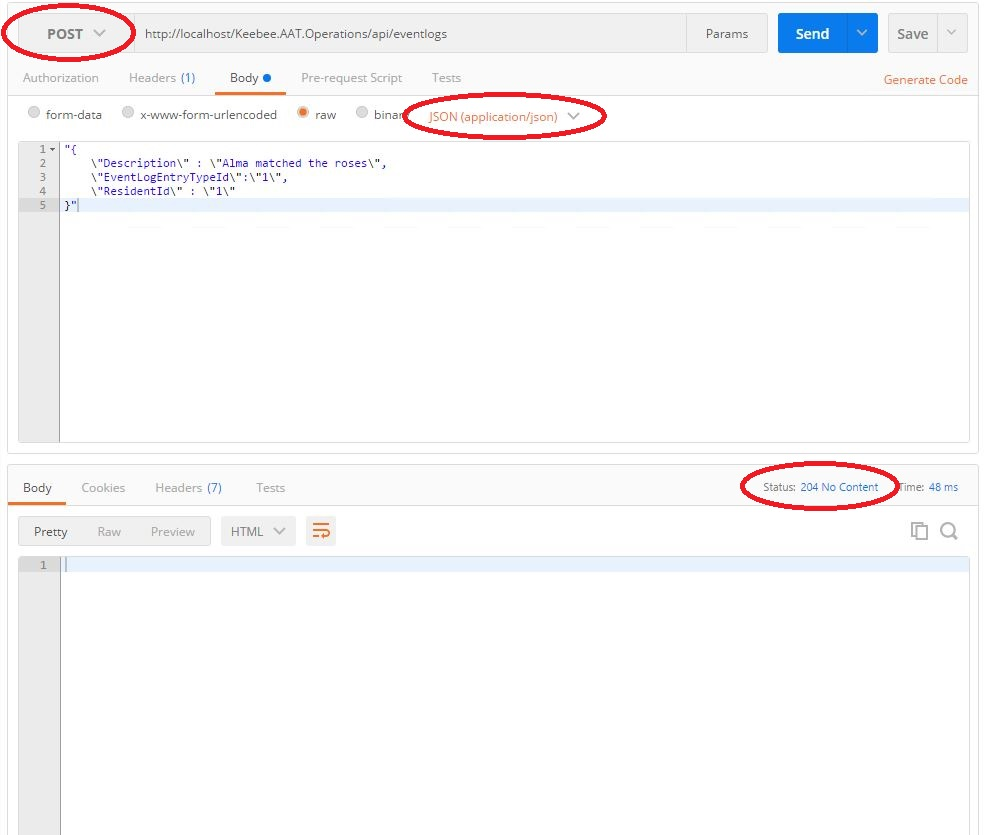 POST http://localhost/Keebee.AAT.Operations/api/eventlogs Params Send Save
Authorization Headers (1) Body Pre-request Script Tests Generate Code
form-data x-www-form-urlencoded raw binar JSON (application/json)
1 "{
2 \"Description\" : \"Alma matched the roses\",
3 \"EventLogEntryTypeId\":\"1\",
4 \"ResidentId\" : \"1\"
5 }"
Body Cookies Headers (7) Tests Status: 204 No Content Time: 48 ms
Pretty Raw Preview HTML
1